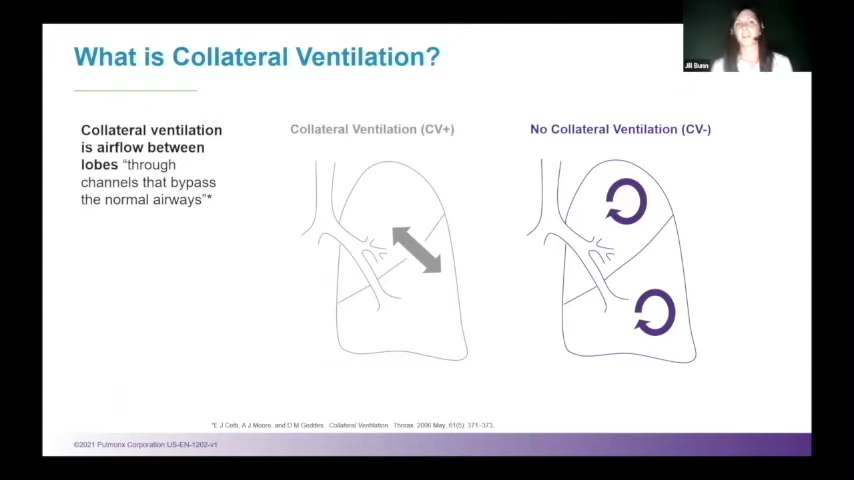 What is Collateral Ventilation?
Jill Bunn
Collateral ventilation
is airflow between
lobes “through
channels that bypass
the normal airways”*
Collateral Ventilation (CV+)
No Collateral Ventilation (CV-)
*E J Cetti, A J Moore, and D M Geddes. Collateral Ventilation. Thorax. 2006 May; 61(5): 371–373.
©2021 Pulmonx Corporation US-EN-1202-v1